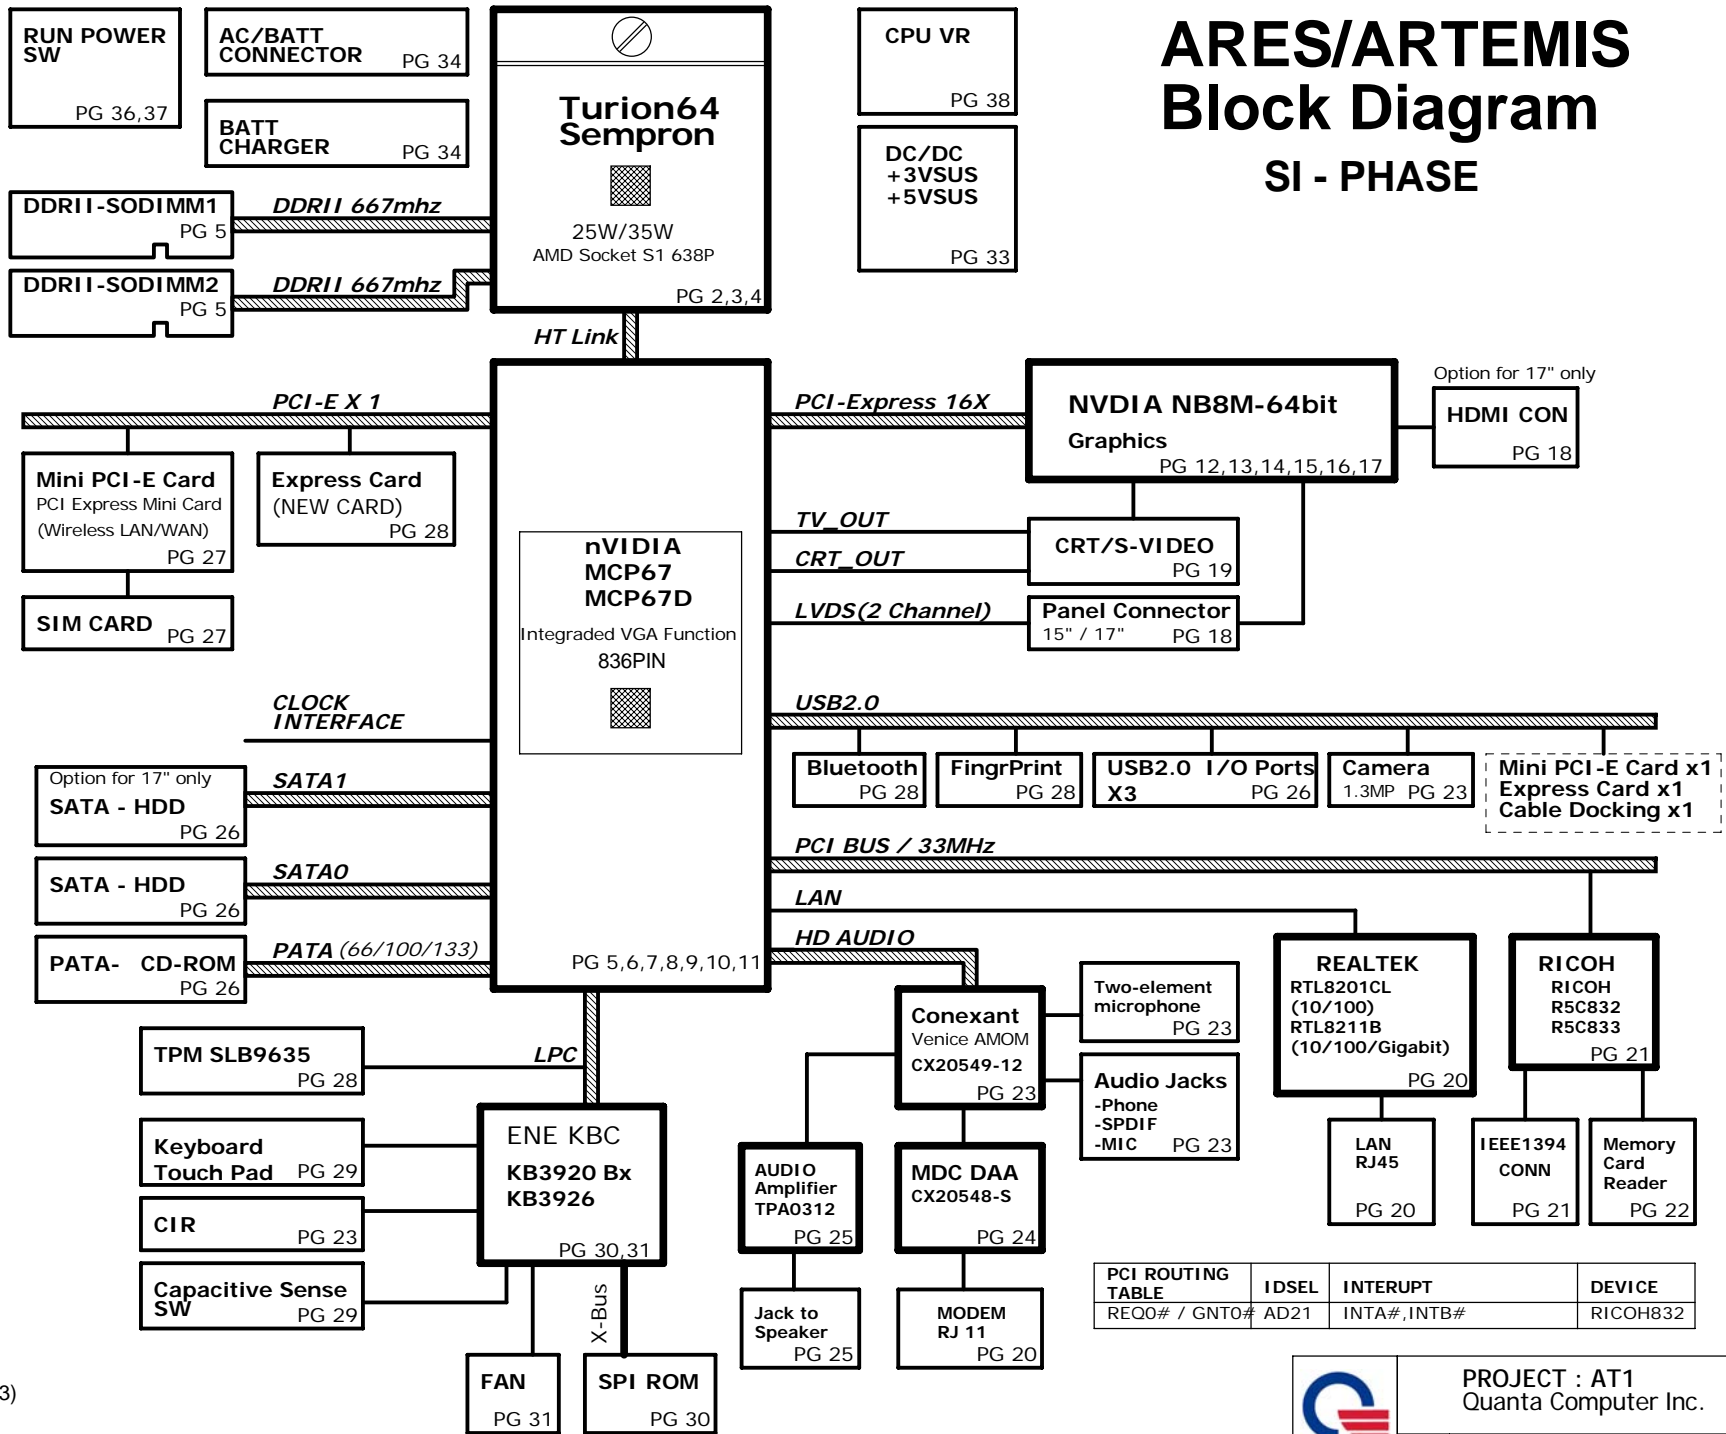 ARES/ARTEMIS
Block Diagram
SI - PHASE
RUN POWER
SW
PG 36,37
AC/BATT
CONNECTOR
PG 34
BATT
CHARGER
PG 34
Turion64
Sempron
25W/35W
AMD Socket S1 638P
PG 2,3,4
CPU VR
PG 38
DC/DC
+3VSUS
+5VSUS
PG 33
DDRII-SODIMM1
PG 5
DDRII 667mhz
DDRII-SODIMM2
PG 5
DDRII 667mhz
HT Link
PCI-E X 1
PCI-Express 16X
NVDIA NB8M-64bit
Graphics
PG 12,13,14,15,16,17
Option for 17" only
HDMI CON
PG 18
Mini PCI-E Card
PCI Express Mini Card
(Wireless LAN/WAN)
PG 27
Express Card
(NEW CARD)
PG 28
SIM CARD
PG 27
nVIDIA
MCP67
MCP67D
Integraded VGA Function
836PIN
PG 5,6,7,8,9,10,11
TV_OUT
CRT_OUT
CRT/S-VIDEO
PG 19
LVDS(2 Channel)
Panel Connector
15" / 17"
PG 18
CLOCK
INTERFACE
USB2.0
Bluetooth
PG 28
FingrPrint
PG 28
USB2.0 I/O Ports
X3
PG 26
Camera
1.3MP
PG 23
Mini PCI-E Card x1
Express Card x1
Cable Docking x1
Option for 17" only
SATA - HDD
PG 26
SATA1
SATA - HDD
PG 26
SATA0
PATA- CD-ROM
PG 26
PATA (66/100/133)
PCI BUS / 33MHz
LAN
HD AUDIO
Conexant
Venice AMOM
CX20549-12
PG 23
Two-element
microphone
PG 23
Audio Jacks
-Phone
-SPDIF
-MIC
PG 23
REALTEK
RTL8201CL
(10/100)
RTL8211B
(10/100/Gigabit)
PG 20
RICOH
RICOH
R5C832
R5C833
PG 21
TPM SLB9635
PG 28
LPC
Keyboard
Touch Pad
PG 29
CIR
PG 23
Capacitive Sense
SW
PG 29
ENE KBC
KB3920 Bx
KB3926
PG 30,31
X-Bus
FAN
PG 31
SPI ROM
PG 30
AUDIO
Amplifier
TPA0312
PG 25
MDC DAA
CX20548-S
PG 24
Jack to
Speaker
PG 25
MODEM
RJ 11
PG 20
LAN
RJ45
PG 20
IEEE1394
CONN
PG 21
Memory
Card
Reader
PG 22
PCI ROUTING
TABLE
IDSEL
INTERUPT
DEVICE
REQ0# / GNT0#
AD21
INTA#,INTB#
RICOH832
3)
PROJECT : AT1
Quanta Computer Inc.